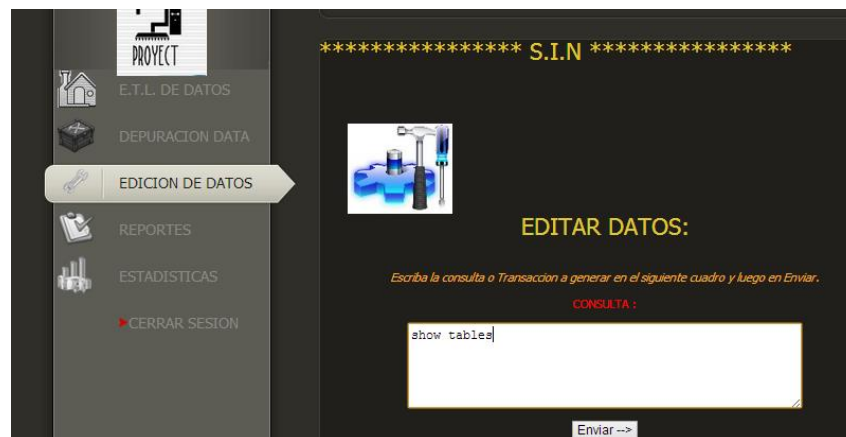 PROYECT
E.T.L. DE DATOS
DEPURACION DATA
EDICION DE DATOS
REPORTES
ESTADISTICAS
➤CERRAR SESION
**************** S.I.N ****************
EDITAR DATOS:
Escriba la consulta o Transaccion a generar en el siguiente cuadro y luego en Enviar.
CONSULTA :
show tables
Enviar -->